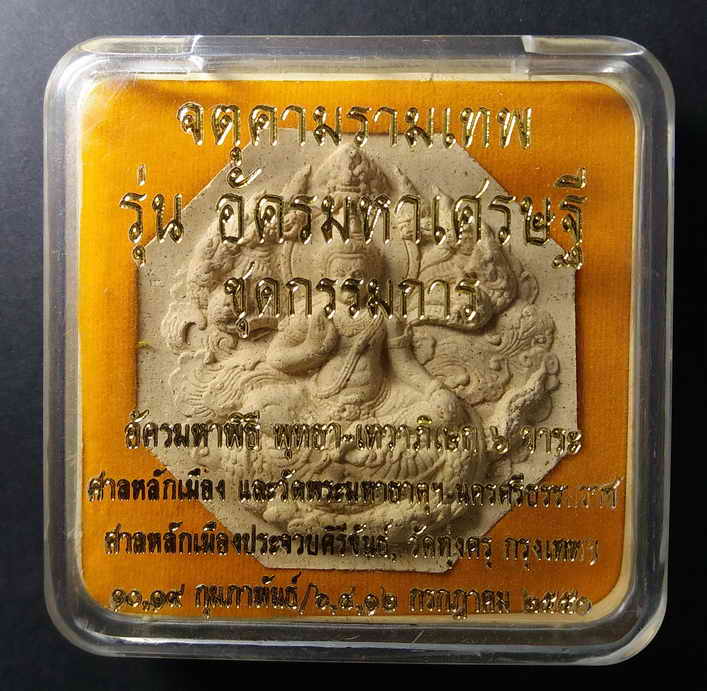 จตุคามรามเทพ
รุ่น อัครมหาเศรษฐี
ชุดกรรมการ
อัครมหาพิธี พุทธา-เทวาภิเษก ๖ วาระ
ศาลหลักเมือง และวัดพระมหาธาตุฯ นครศรีธรรมราช
ศาลหลักเมืองประจวบคีรีขันธ์, วัดทุ่งครุ กรุงเทพฯ
๑๐,๑๙ กุมภาพันธ์/๖,๕,๑๒ กรกฎาคม ๒๕๕๐